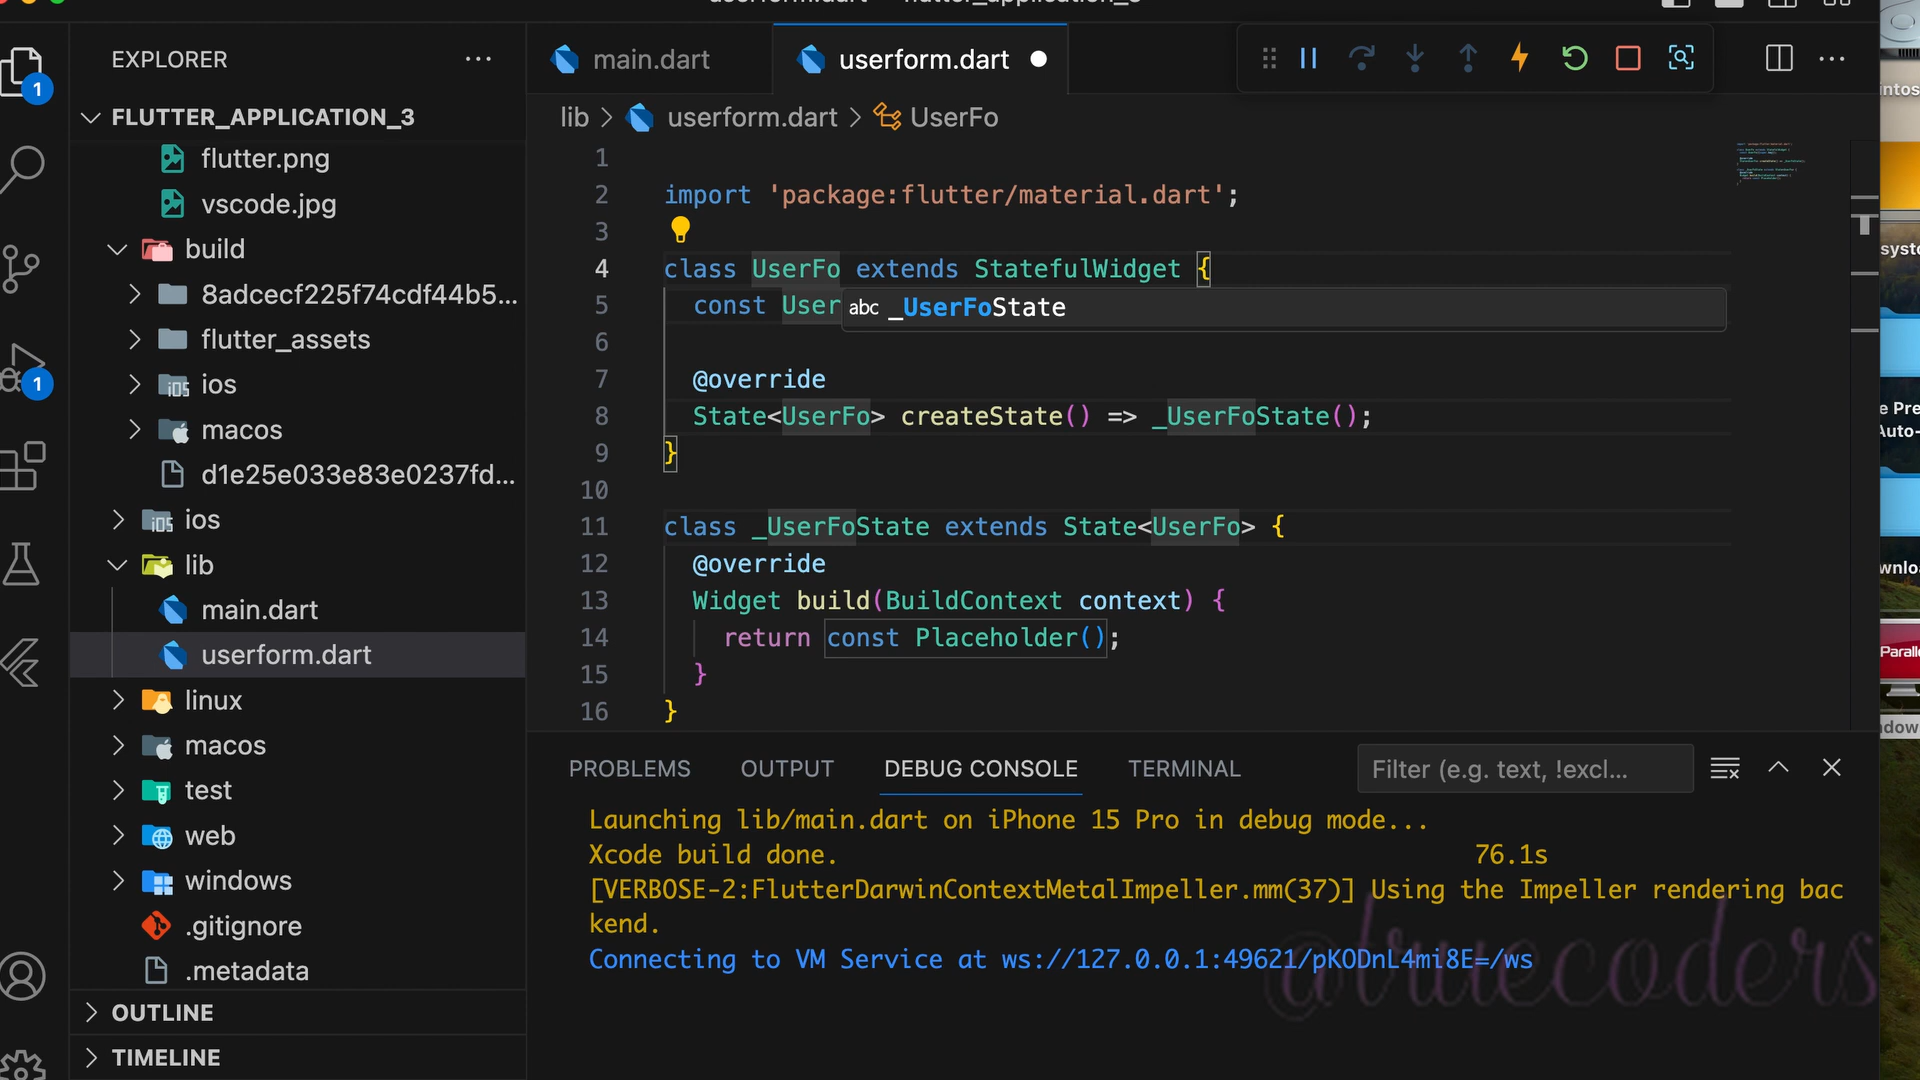 EXPLORER
1
FLUTTER_APPLICATION_3
flutter.png
vscode.jpg
build
8adcecf225f74cdf44b5...
flutter_assets
ios
macos
d1e25e033e83e0237fd...
ios
lib
main.dart
userform.dart
linux
macos
test
web
windows
.gitignore
.metadata
OUTLINE
TIMELINE
1
main.dart
userform.dart
lib > userform.dart > UserFo
1
2 import 'package:flutter/material.dart';
3
4 class UserFo extends StatefulWidget {
5 const User
abc _UserFoState
6
7 @override
8 State<UserFo> createState() => _UserFoState();
9 }
10
11 class _UserFoState extends State<UserFo> {
12 @override
13 Widget build(BuildContext context) {
14 return const Placeholder();
15 }
16 }
PROBLEMS OUTPUT DEBUG CONSOLE TERMINAL
Filter (e.g. text, !excl...
Launching lib/main.dart on iPhone 15 Pro in debug mode...
Xcode build done. 76.1s
[VERBOSE-2:FlutterDarwinContextMetalImpeller.mm(37)] Using the Impeller rendering bac
kend.
Connecting to VM Service at ws://127.0.0.1:49621/pKODnL4mi8E=/ws
@truecoders